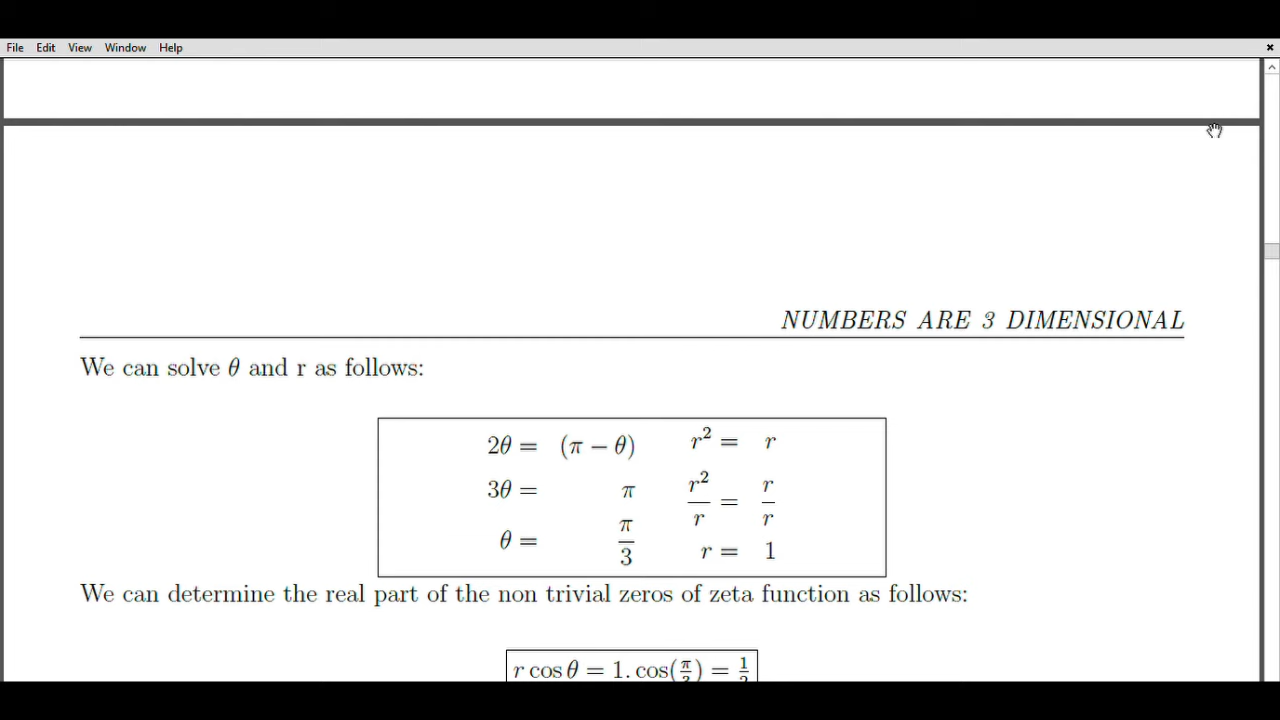 File Edit View Window Help
NUMBERS ARE 3 DIMENSIONAL
We can solve θ and r as follows:
2θ = (π − θ) r² = r
3θ = π r²/r = r/r
θ = π/3 r = 1
We can determine the real part of the non trivial zeros of zeta function as follows:
r cos θ = 1. cos(π/3) = 1/2